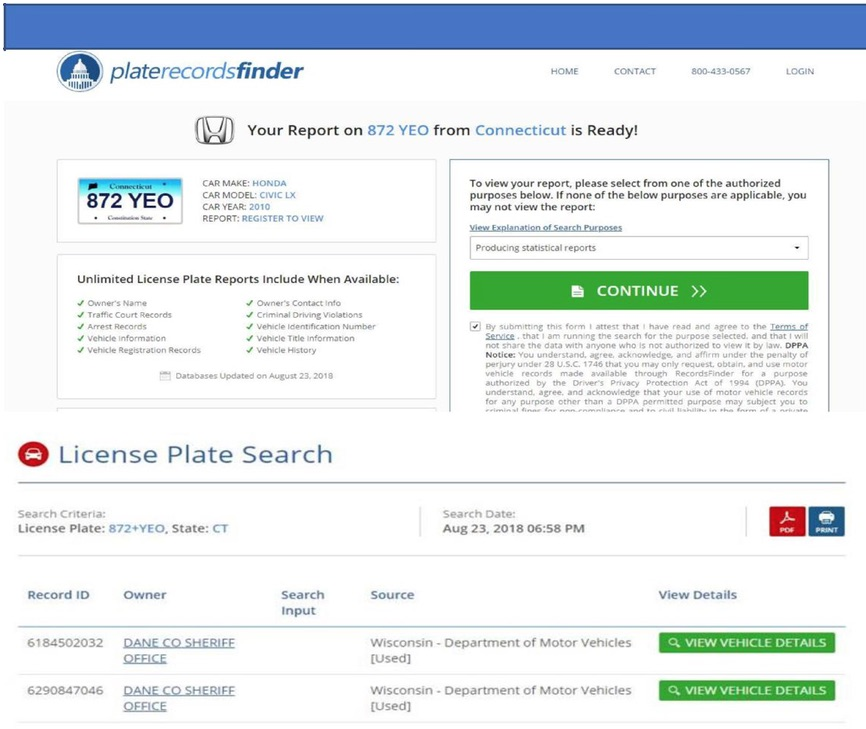 platerecordsfinder
HOME CONTACT 800-433-0567 LOGIN
Your Report on 872 YEO from Connecticut is Ready!
Connecticut
872 YEO
Constitution State
CAR MAKE: HONDA
CAR MODEL: CIVIC LX
CAR YEAR: 2010
REPORT: REGISTER TO VIEW
Unlimited License Plate Reports Include When Available:
✓ Owner's Name
✓ Traffic Court Records
✓ Arrest Records
✓ Vehicle Information
✓ Vehicle Registration Records
✓ Owner's Contact Info
✓ Criminal Driving Violations
✓ Vehicle Identification Number
✓ Vehicle Title Information
✓ Vehicle History
Databases Updated on August 23, 2018
To view your report, please select from one of the authorized
purposes below. If none of the below purposes are applicable, you
may not view the report:
View Explanation of Search Purposes
Producing statistical reports
CONTINUE >>
By submitting this form I attest that I have read and agree to the Terms of
Service , that I am running the search for the purpose selected, and that I will
not share the data with anyone who is not authorized to view it by law. DPPA
Notice: You understand, agree, acknowledge, and affirm under the penalty of
perjury under 28 U.S.C. 1746 that you may only request, obtain, and use motor
vehicle records made available through RecordsFinder for a purpose
authorized by the Driver's Privacy Protection Act of 1994 (DPPA). You
understand, agree, and acknowledge that your use of motor vehicle records
for any purpose other than a DPPA permitted purpose may subject you to
criminal fines for non-compliance and to civil liability in the form of a private
License Plate Search
Search Criteria:
License Plate: 872+YEO, State: CT
Search Date:
Aug 23, 2018 06:58 PM
PDF
PRINT
Record ID Owner Search Input Source View Details
6184502032 DANE CO SHERIFF Wisconsin - Department of Motor Vehicles VIEW VEHICLE DETAILS
OFFICE [Used]
6290847046 DANE CO SHERIFF Wisconsin - Department of Motor Vehicles VIEW VEHICLE DETAILS
OFFICE [Used]